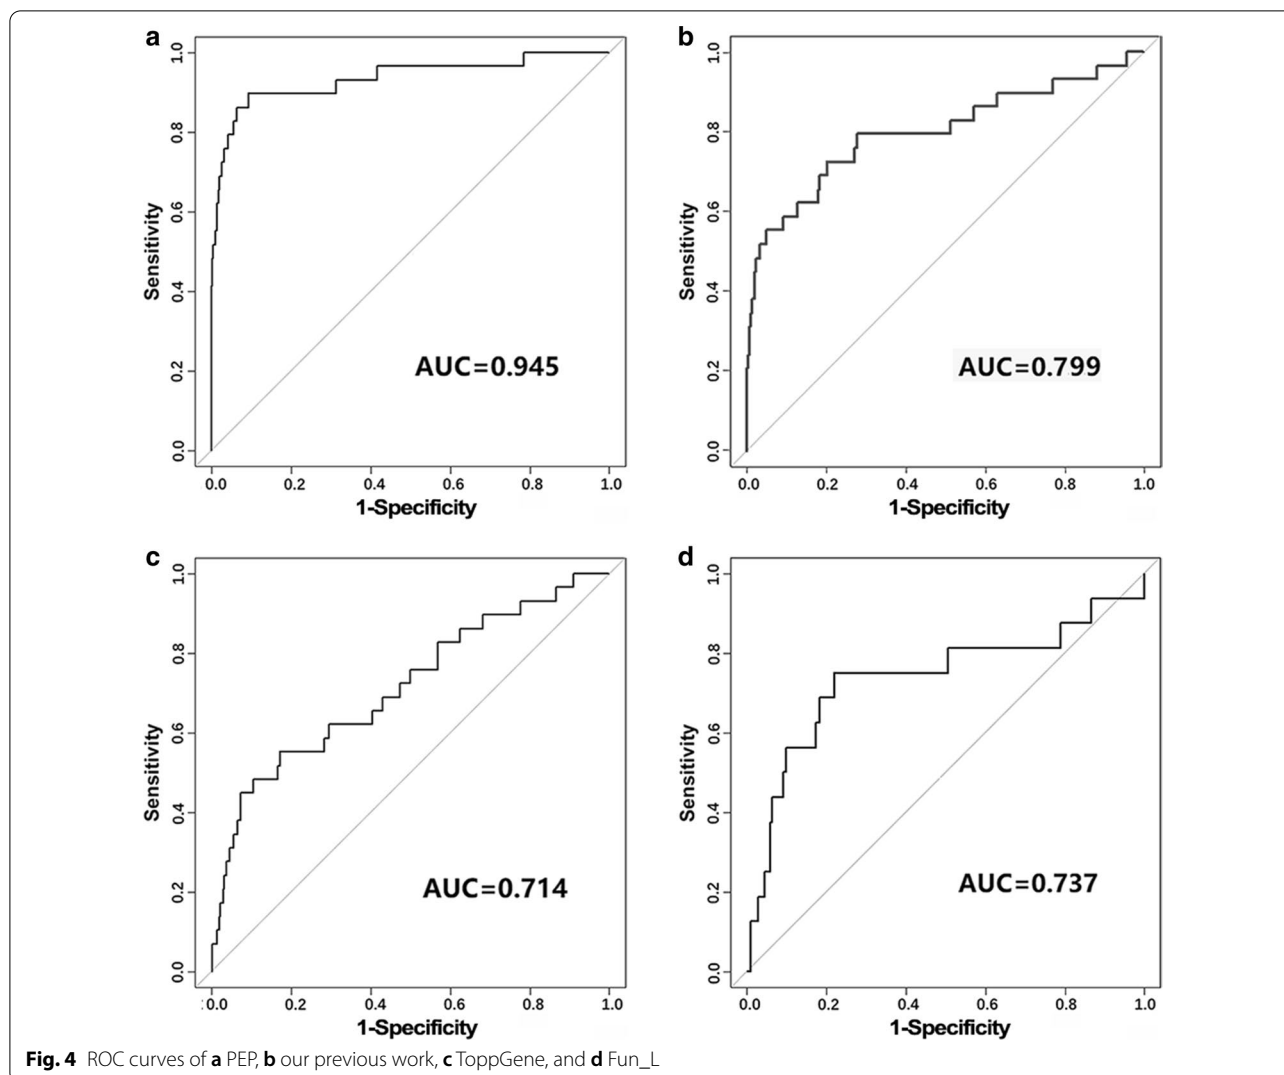 a
b
1.0
0.8
0.6
0.4
0.2
0.0
Sensitivity
AUC=0.945
0.0 0.2 0.4 0.6 0.8 1.0
1-Specificity
1.0
0.8
0.6
0.4
0.2
0.0
Sensitivity
AUC=0.799
0.0 0.2 0.4 0.6 0.8 1.0
1-Specificity
c
d
1.0
0.8
0.6
0.4
0.2
0.0
Sensitivity
AUC=0.714
0.0 0.2 0.4 0.6 0.8 1.0
1-Specificity
1.0
0.8
0.6
0.4
0.2
0.0
Sensitivity
AUC=0.737
0.0 0.2 0.4 0.6 0.8 1.0
1-Specificity
Fig. 4 ROC curves of a PEP, b our previous work, c ToppGene, and d Fun_L